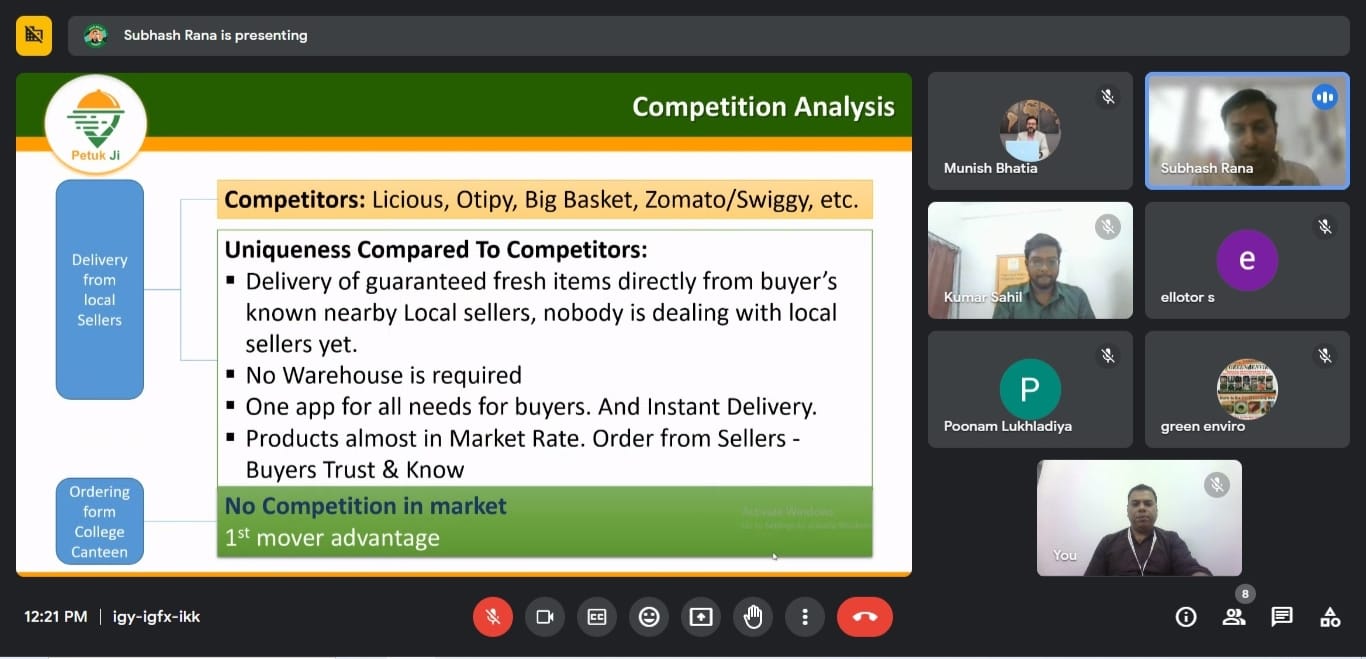 Subhash Rana is presenting
Competition Analysis
Petuk Ji
Delivery
from
local
Sellers
Competitors: Licious, Otipy, Big Basket, Zomato/Swiggy, etc.
Uniqueness Compared To Competitors:
▪ Delivery of guaranteed fresh items directly from buyer’s
known nearby Local sellers, nobody is dealing with local
sellers yet.
▪ No Warehouse is required
▪ One app for all needs for buyers. And Instant Delivery.
▪ Products almost in Market Rate. Order from Sellers -
Buyers Trust & Know
Ordering
form
College
Canteen
No Competition in market
1st mover advantage
Activate Windows
Go to Settings to activate Windows
Munish Bhatia
Subhash Rana
Kumar Sahil
e
ellotor s
P
Poonam Lukhladiya
green enviro
You
12:21 PM | igy-igfx-ikk
CC
8